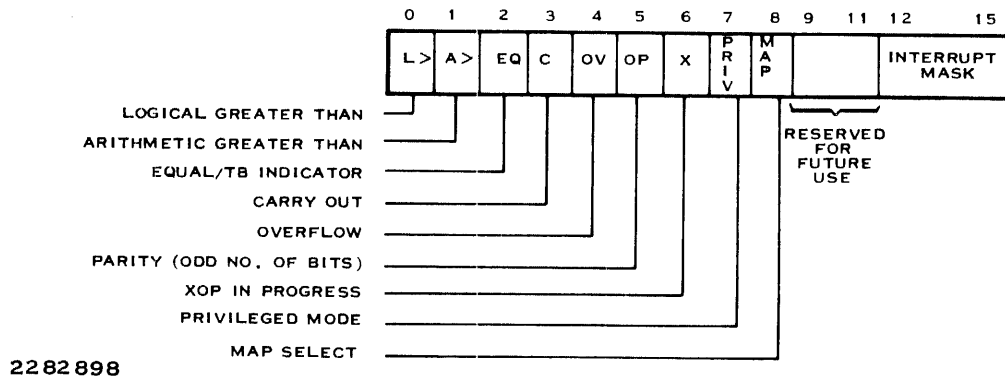 0 1 2 3 4 5 6 7 8 9 11 12 15
L> A> EQ C OV OP X PRIV MAP INTERRUPT MASK
LOGICAL GREATER THAN
ARITHMETIC GREATER THAN
RESERVED FOR FUTURE USE
EQUAL/TB INDICATOR
CARRY OUT
OVERFLOW
PARITY (ODD NO. OF BITS)
XOP IN PROGRESS
PRIVILEGED MODE
MAP SELECT
2282898